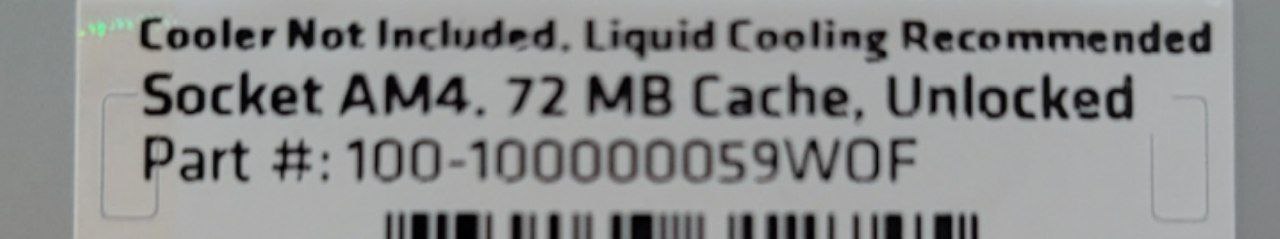 Cooler Not Included, Liquid Cooling Recommended
Socket AM4. 72 MB Cache, Unlocked
Part #: 100-100000059WOF